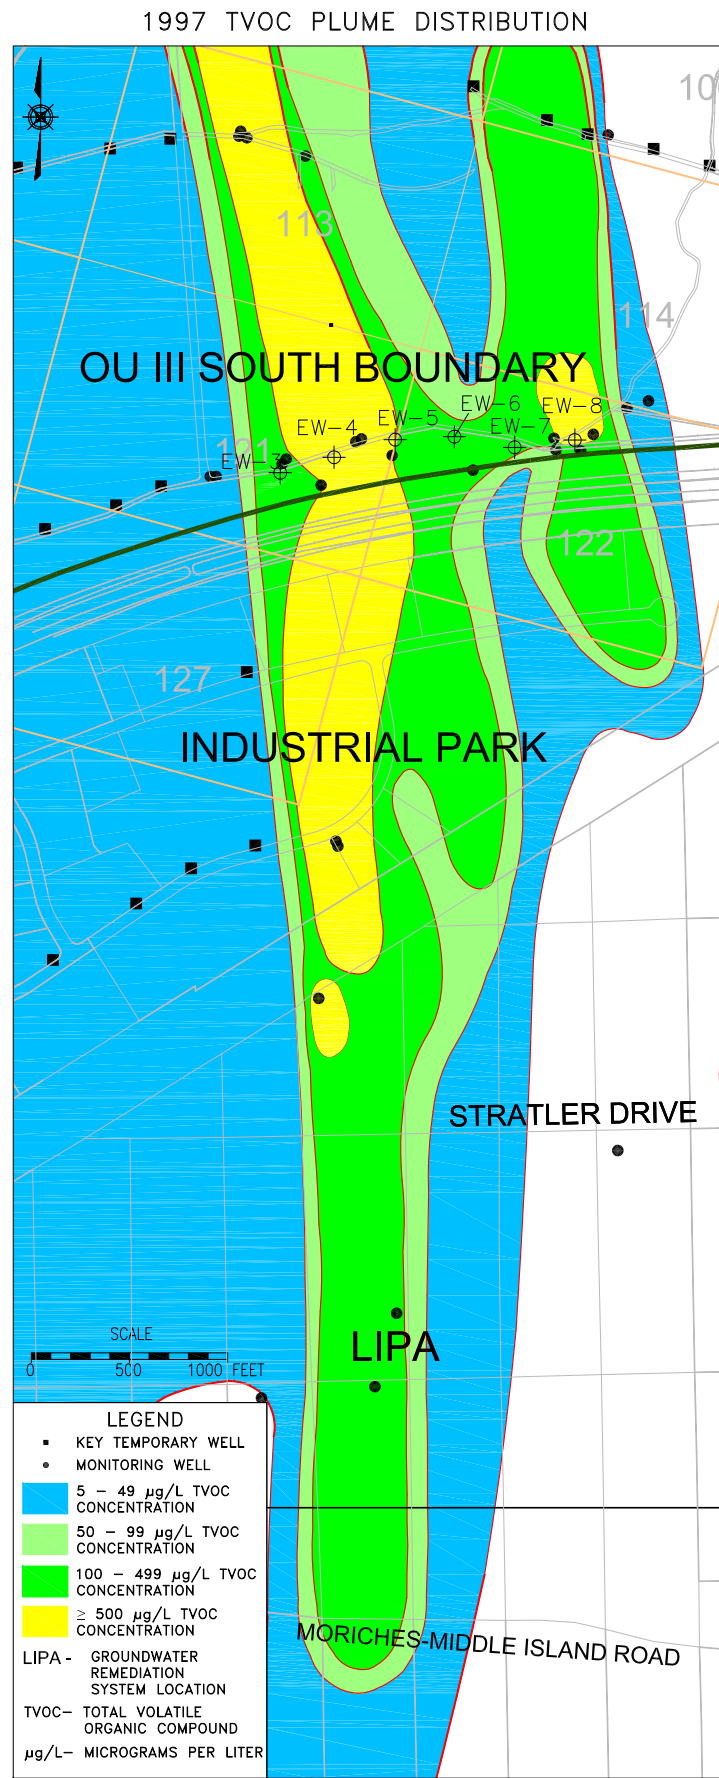 1997 TVOC PLUME DISTRIBUTION
113
114
OU III SOUTH BOUNDARY
EW-6
EW-5
EW-8
EW-4
EW-7
121
EW-3
122
127
INDUSTRIAL PARK
STRATLER DRIVE
SCALE
LIPA
0 500 1000 FEET
LEGEND
KEY TEMPORARY WELL
MONITORING WELL
5 – 49 µg/L TVOC
CONCENTRATION
50 – 99 µg/L TVOC
CONCENTRATION
100 – 499 µg/L TVOC
CONCENTRATION
≥ 500 µg/L TVOC
CONCENTRATION
LIPA – GROUNDWATER
REMEDIATION
SYSTEM LOCATION
TVOC– TOTAL VOLATILE
ORGANIC COMPOUND
µg/L– MICROGRAMS PER LITER
MORICHES-MIDDLE ISLAND ROAD